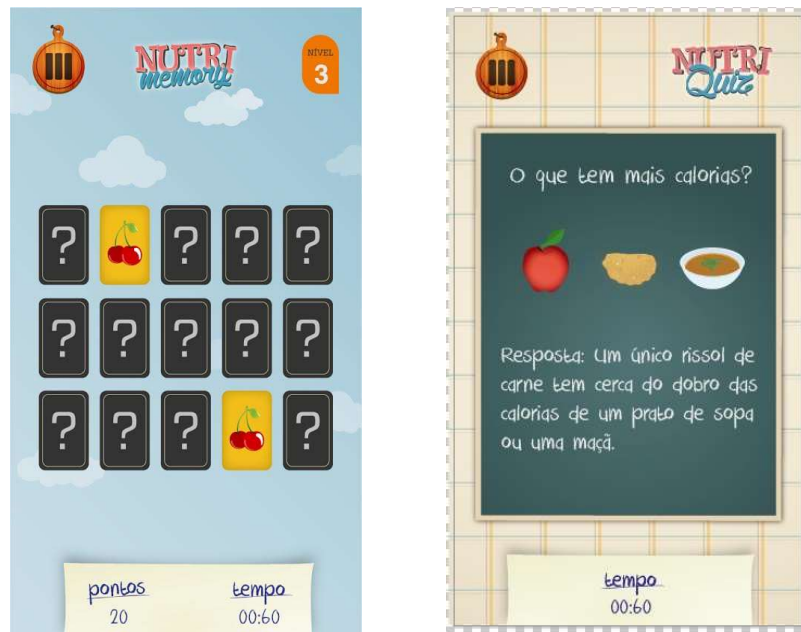 NUTRI
memory
NÍVEL
3
? ? ? ?
? ? ? ? ?
? ? ? ?
pontos tempo
20 00:60
NUTRI
Quiz
O que tem mais calorias?
Resposta: Um único rissol de
carne tem cerca do dobro das
calorias de um prato de sopa
ou uma maçã.
tempo
00:60